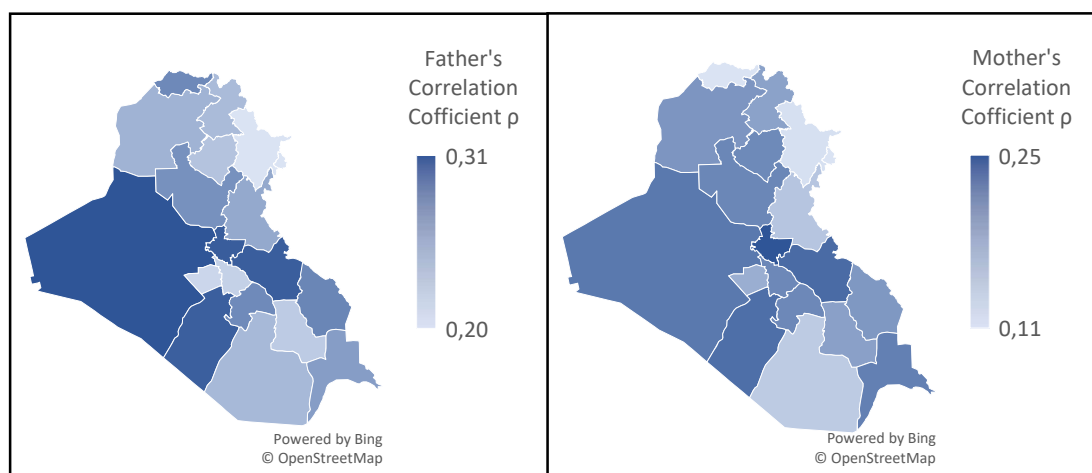 Father's
Correlation
Cofficient ρ
0,31
0,20
Powered by Bing
© OpenStreetMap
Mother's
Correlation
Cofficient ρ
0,25
0,11
Powered by Bing
© OpenStreetMap